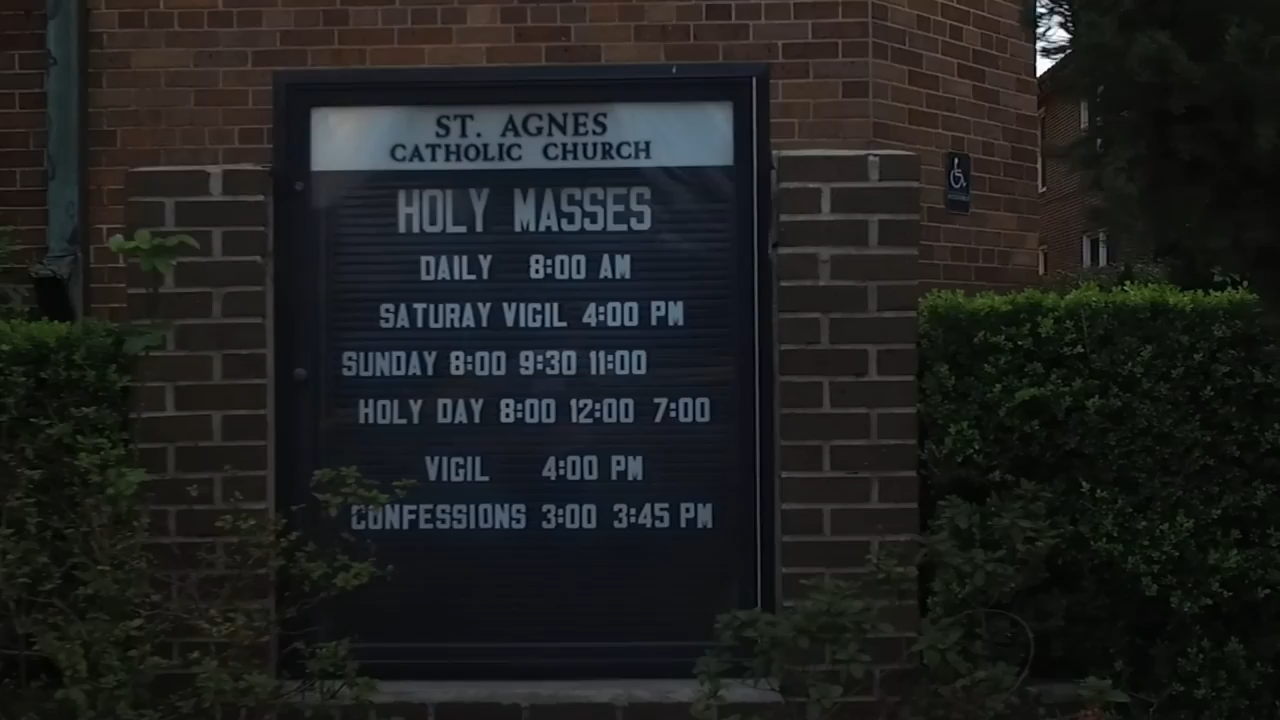 ST. AGNES
CATHOLIC CHURCH
HOLY MASSES
DAILY 8:00 AM
SATURAY VIGIL 4:00 PM
SUNDAY 8:00 9:30 11:00
HOLY DAY 8:00 12:00 7:00
VIGIL 4:00 PM
CONFESSIONS 3:00 3:45 PM